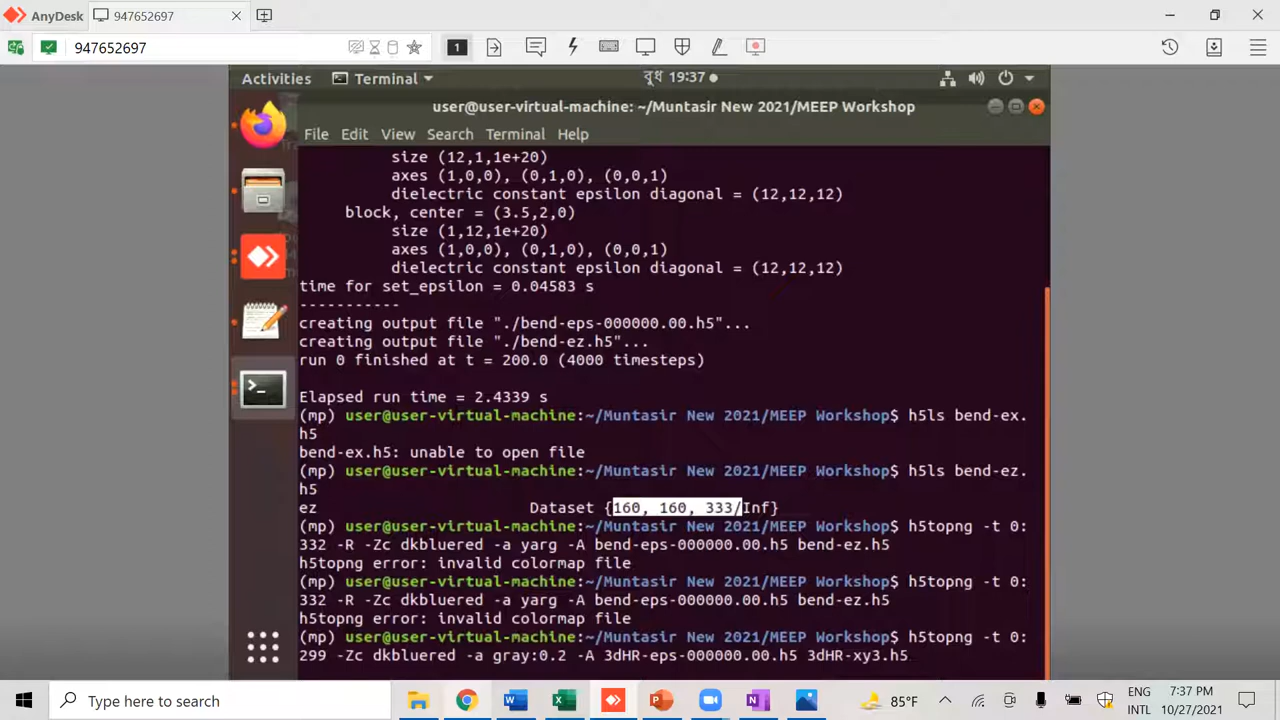 AnyDesk
947652697
947652697
1
Activities
Terminal
বুধ 19:37
user@user-virtual-machine: ~/Muntasir New 2021/MEEP Workshop
File Edit View Search Terminal Help
size (12,1,1e+20)
axes (1,0,0), (0,1,0), (0,0,1)
dielectric constant epsilon diagonal = (12,12,12)
block, center = (3.5,2,0)
size (1,12,1e+20)
axes (1,0,0), (0,1,0), (0,0,1)
dielectric constant epsilon diagonal = (12,12,12)
time for set_epsilon = 0.04583 s
-----------
creating output file "./bend-eps-000000.00.h5"...
creating output file "./bend-ez.h5"...
run 0 finished at t = 200.0 (4000 timesteps)
Elapsed run time = 2.4339 s
(mp) user@user-virtual-machine:~/Muntasir New 2021/MEEP Workshop$ h5ls bend-ex.
h5
bend-ex.h5: unable to open file
(mp) user@user-virtual-machine:~/Muntasir New 2021/MEEP Workshop$ h5ls bend-ez.
h5
ez Dataset {160, 160, 333/Inf}
(mp) user@user-virtual-machine:~/Muntasir New 2021/MEEP Workshop$ h5topng -t 0:
332 -R -Zc dkbluered -a yarg -A bend-eps-000000.00.h5 bend-ez.h5
h5topng error: invalid colormap file
(mp) user@user-virtual-machine:~/Muntasir New 2021/MEEP Workshop$ h5topng -t 0:
332 -R -Zc dkbluered -a yarg -A bend-eps-000000.00.h5 bend-ez.h5
h5topng error: invalid colormap file
(mp) user@user-virtual-machine:~/Muntasir New 2021/MEEP Workshop$ h5topng -t 0:
299 -Zc dkbluered -a gray:0.2 -A 3dHR-eps-000000.00.h5 3dHR-xy3.h5
Type here to search
85°F
ENG
INTL
7:37 PM
10/27/2021